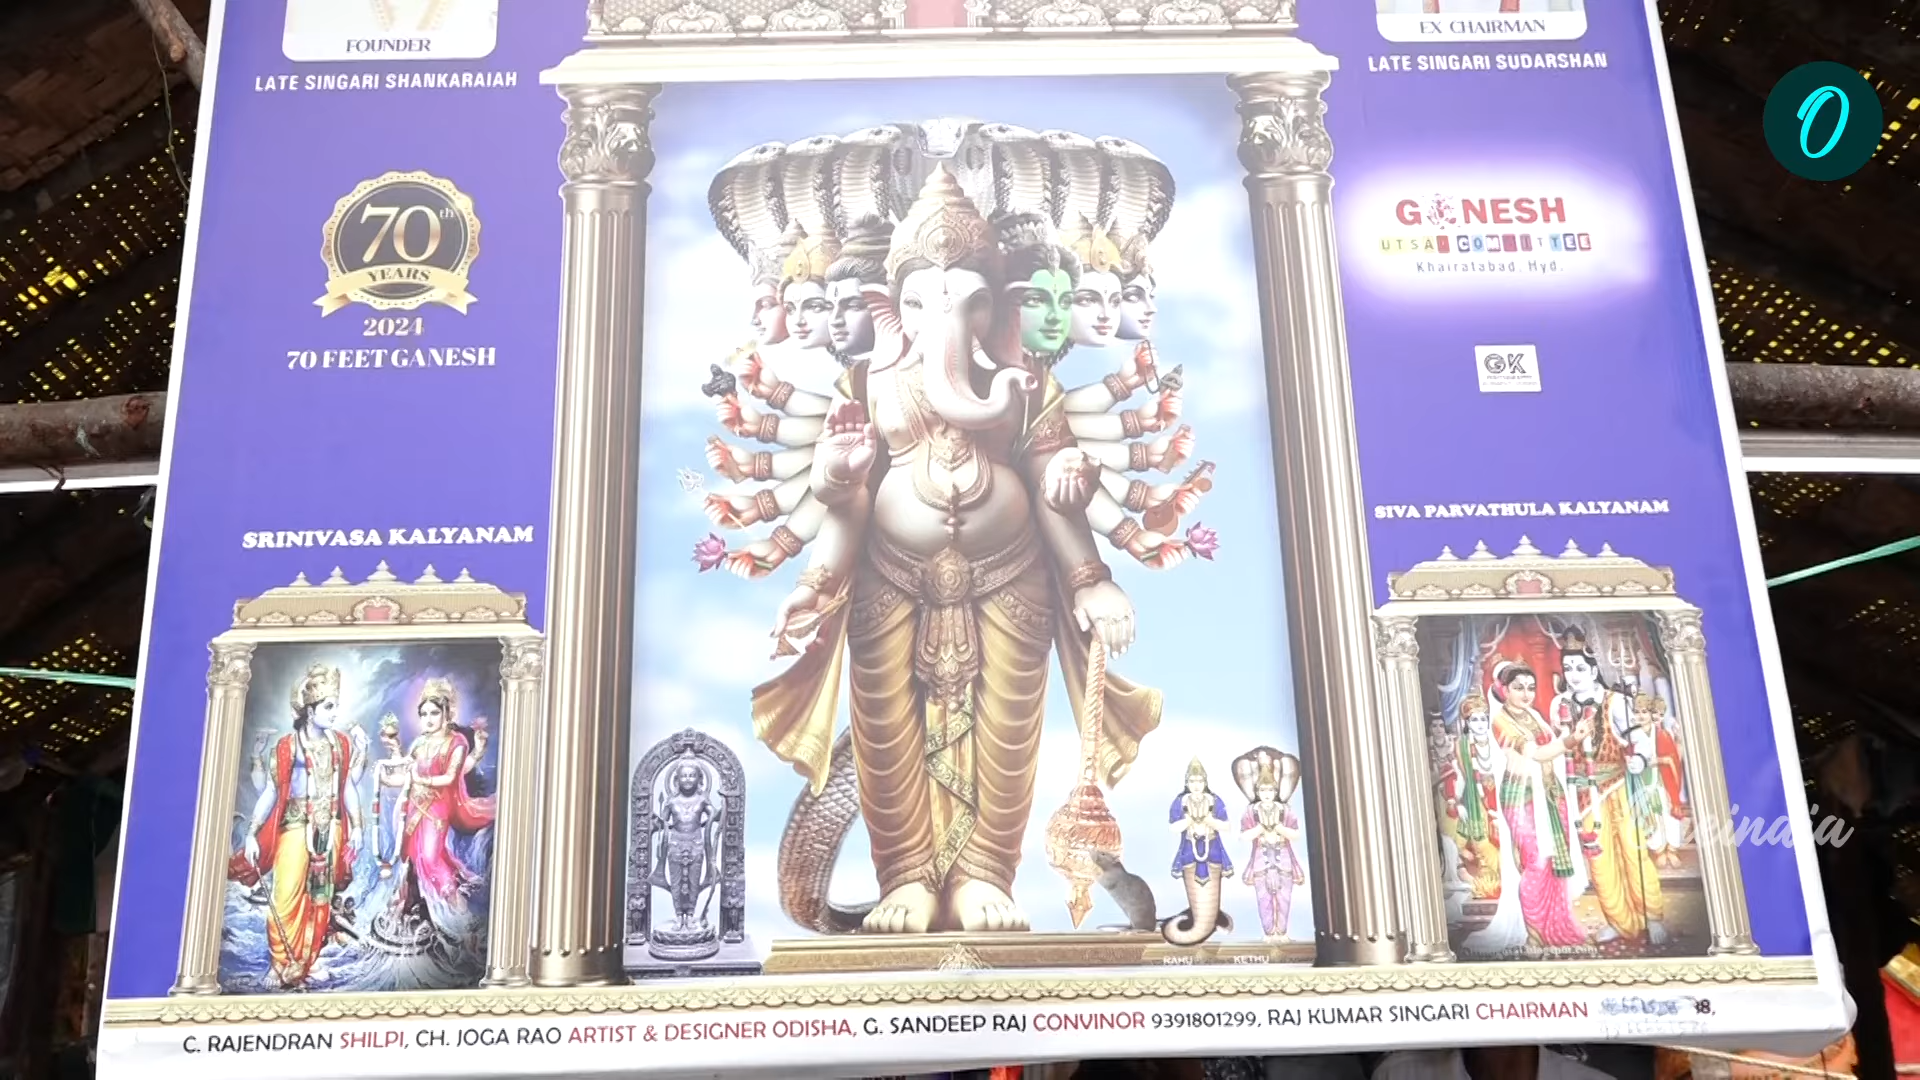 FOUNDER
LATE SINGARI SHANKARAIAH
EX CHAIRMAN
LATE SINGARI SUDARSHAN
70th
YEARS
2024
70 FEET GANESH
GANESH
UTSAV COMMITTEE
Khairatabad, Hyd.
GK
SRINIVASA KALYANAM
SIVA PARVATHULA KALYANAM
RAHU
KETHU
oneindia
C. RAJENDRAN SHILPI, CH. JOGA RAO ARTIST & DESIGNER ODISHA, G. SANDEEP RAJ CONVINOR 9391801299, RAJ KUMAR SINGARI CHAIRMAN